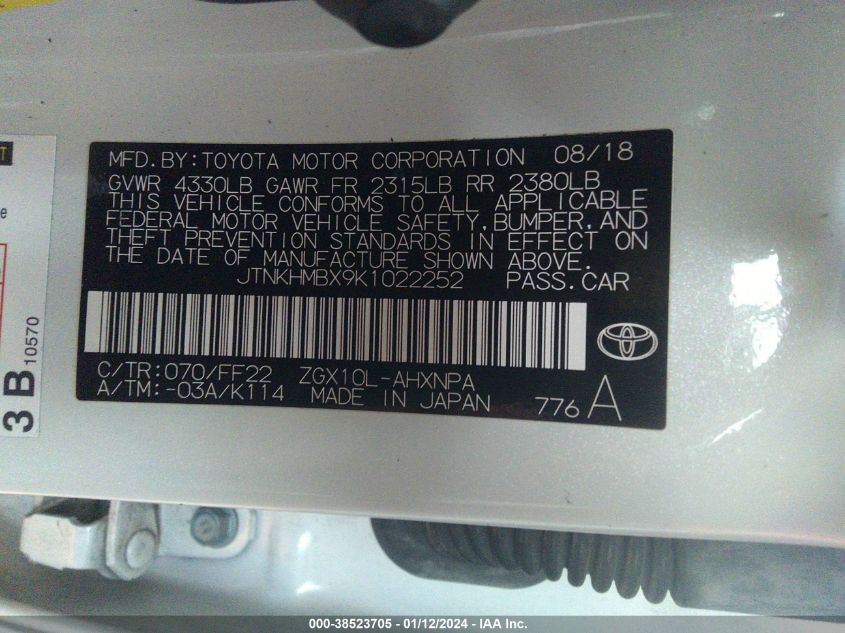 MFD.BY:TOYOTA MOTOR CORPORATION 08/18
GVWR 4330LB GAWR FR 2315LB RR 2380LB
THIS VEHICLE CONFORMS TO ALL APPLICABLE
FEDERAL MOTOR VEHICLE SAFETY,BUMPER,AND
THEFT PREVENTION STANDARDS IN EFFECT ON
THE DATE OF MANUFACTURE SHOWN ABOVE.
JTNKHMBX9K1022252 PASS.CAR
C/TR:070/FF22 ZGX10L-AHXNPA
A/TM:-03A/K114 MADE IN JAPAN 776A
3B 10570
000-38523705 - 01/12/2024 - IAA Inc.